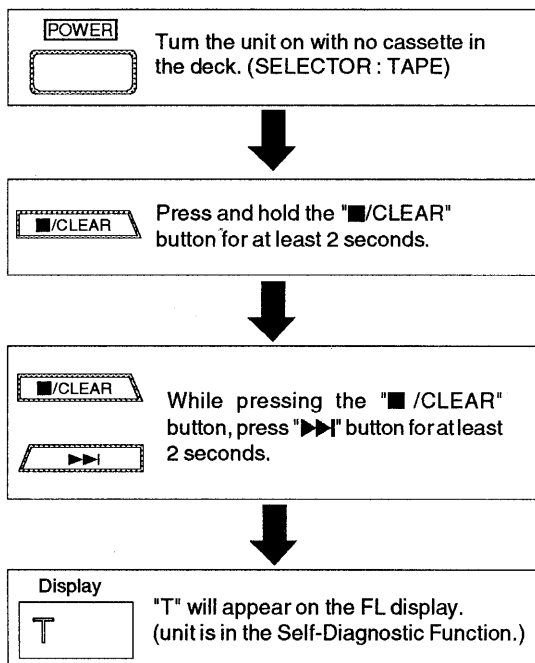 POWER
Turn the unit on with no cassette in
the deck. (SELECTOR : TAPE)
■/CLEAR
Press and hold the "■/CLEAR"
button for at least 2 seconds.
■/CLEAR
▶▶|
While pressing the "■ /CLEAR"
button, press "▶▶|" button for at least
2 seconds.
Display
T
"T" will appear on the FL display.
(unit is in the Self-Diagnostic Function.)